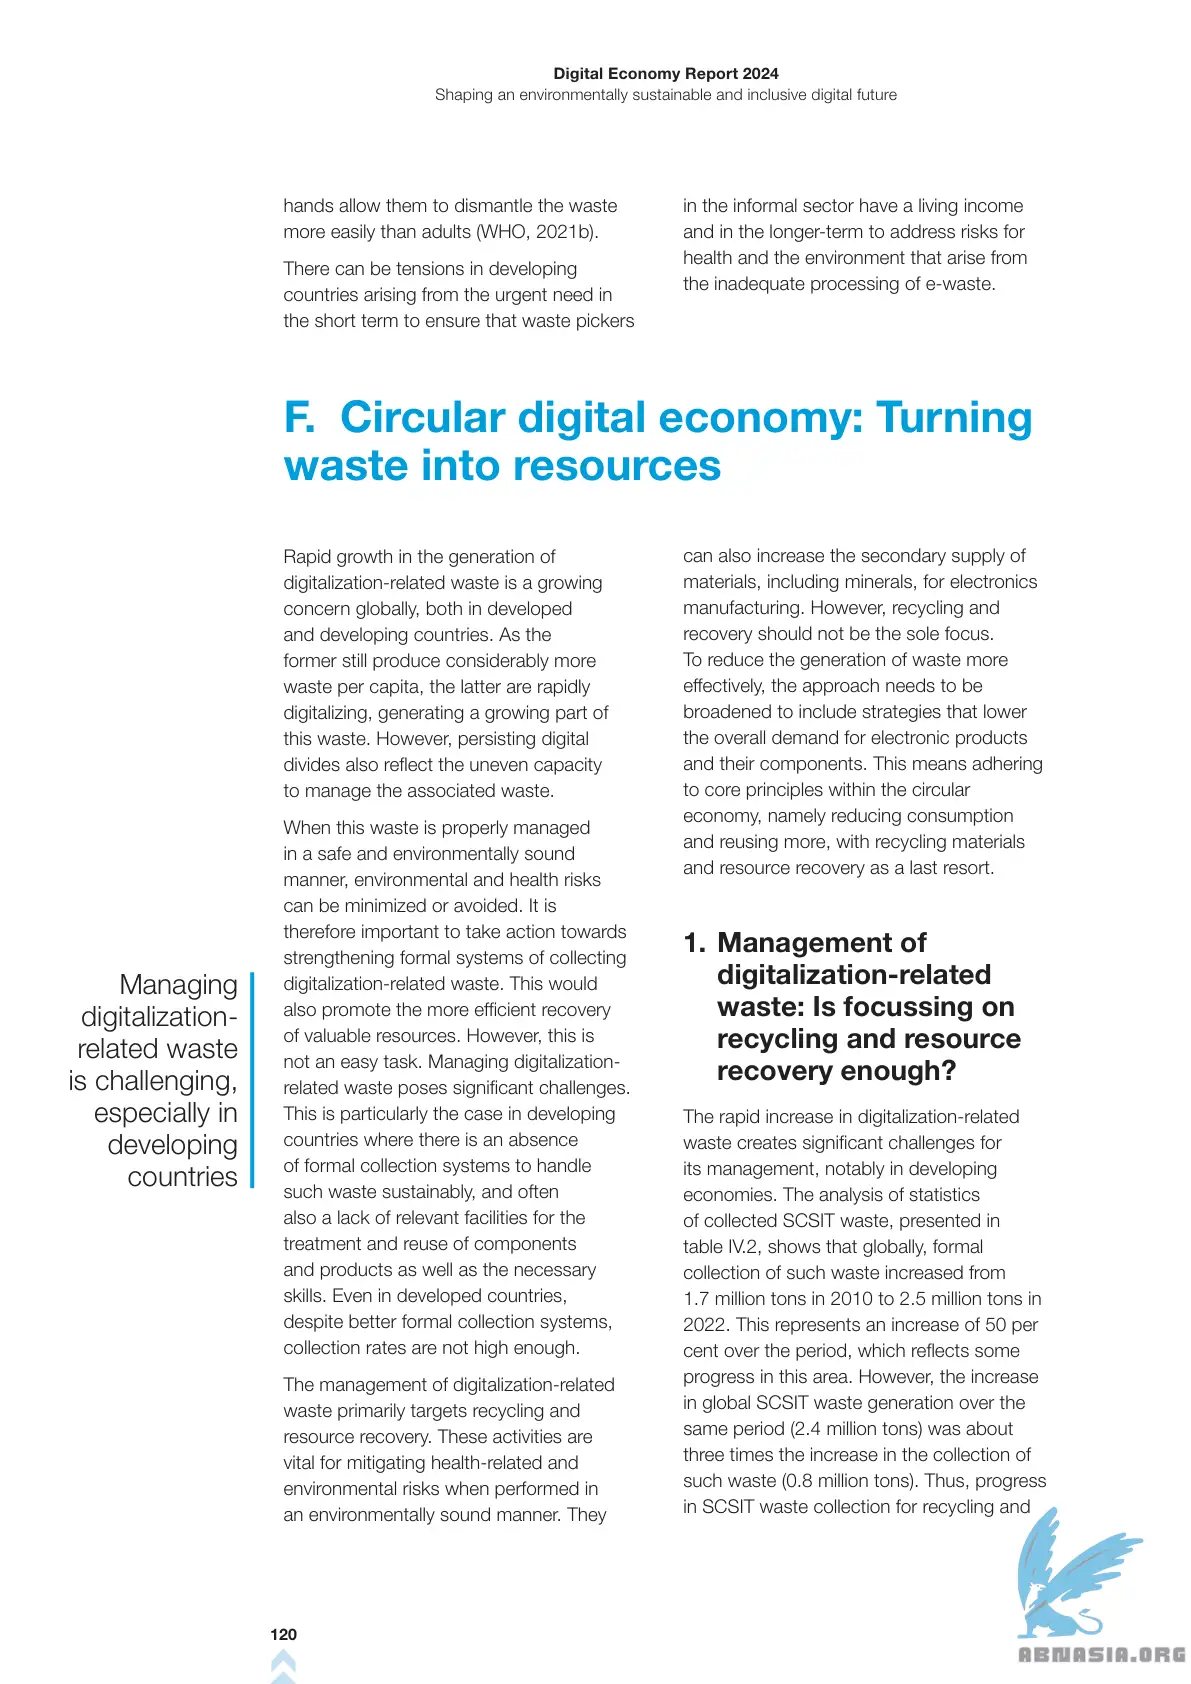 Digital Economy Report 2024
Shaping an environmentally sustainable and inclusive digital future
hands allow them to dismantle the waste
more easily than adults (WHO, 2021b).
There can be tensions in developing
countries arising from the urgent need in
the short term to ensure that waste pickers
in the informal sector have a living income
and in the longer-term to address risks for
health and the environment that arise from
the inadequate processing of e-waste.
F. Circular digital economy: Turning
waste into resources
Rapid growth in the generation of
digitalization-related waste is a growing
concern globally, both in developed
and developing countries. As the
former still produce considerably more
waste per capita, the latter are rapidly
digitalizing, generating a growing part of
this waste. However, persisting digital
divides also reflect the uneven capacity
to manage the associated waste.
When this waste is properly managed
in a safe and environmentally sound
manner, environmental and health risks
can be minimized or avoided. It is
therefore important to take action towards
strengthening formal systems of collecting
digitalization-related waste. This would
also promote the more efficient recovery
of valuable resources. However, this is
not an easy task. Managing digitalization-
related waste poses significant challenges.
This is particularly the case in developing
countries where there is an absence
of formal collection systems to handle
such waste sustainably, and often
also a lack of relevant facilities for the
treatment and reuse of components
and products as well as the necessary
skills. Even in developed countries,
despite better formal collection systems,
collection rates are not high enough.
The management of digitalization-related
waste primarily targets recycling and
resource recovery. These activities are
vital for mitigating health-related and
environmental risks when performed in
an environmentally sound manner. They
Managing
digitalization-
related waste
is challenging,
especially in
developing
countries
can also increase the secondary supply of
materials, including minerals, for electronics
manufacturing. However, recycling and
recovery should not be the sole focus.
To reduce the generation of waste more
effectively, the approach needs to be
broadened to include strategies that lower
the overall demand for electronic products
and their components. This means adhering
to core principles within the circular
economy, namely reducing consumption
and reusing more, with recycling materials
and resource recovery as a last resort.
1. Management of
digitalization-related
waste: Is focussing on
recycling and resource
recovery enough?
The rapid increase in digitalization-related
waste creates significant challenges for
its management, notably in developing
economies. The analysis of statistics
of collected SCSIT waste, presented in
table IV.2, shows that globally, formal
collection of such waste increased from
1.7 million tons in 2010 to 2.5 million tons in
2022. This represents an increase of 50 per
cent over the period, which reflects some
progress in this area. However, the increase
in global SCSIT waste generation over the
same period (2.4 million tons) was about
three times the increase in the collection of
such waste (0.8 million tons). Thus, progress
in SCSIT waste collection for recycling and
120
ABNASIA.ORG